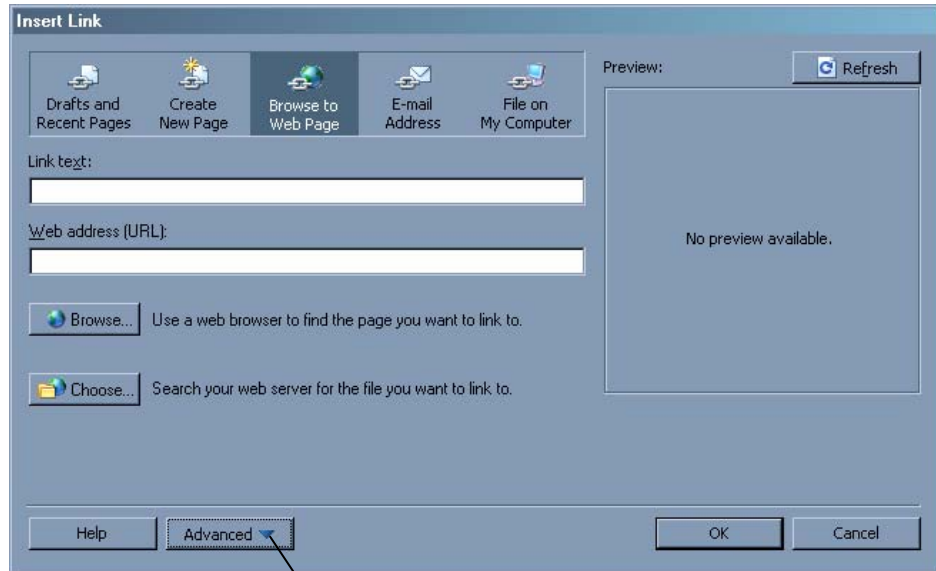 Insert Link
Drafts and
Recent Pages
Create
New Page
Browse to
Web Page
E-mail
Address
File on
My Computer
Preview:
Refresh
Link text:
Web address (URL):
No preview available.
Browse...
Use a web browser to find the page you want to link to.
Choose...
Search your web server for the file you want to link to.
Help
Advanced
OK
Cancel